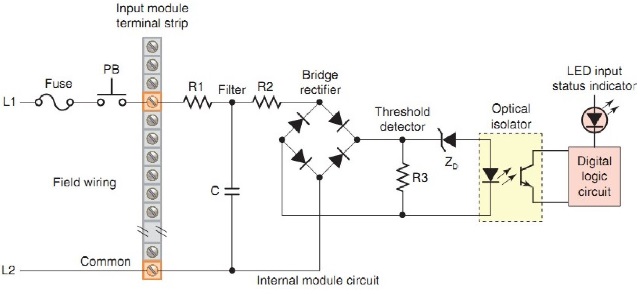 Input module
terminal strip
Fuse
PB
L1
R1
Filter
R2
Bridge
rectifier
LED input
status indicator
Threshold
detector
Optical
isolator
Z_D
Digital
logic
circuit
Field wiring
C
R3
L2
Common
Internal module circuit